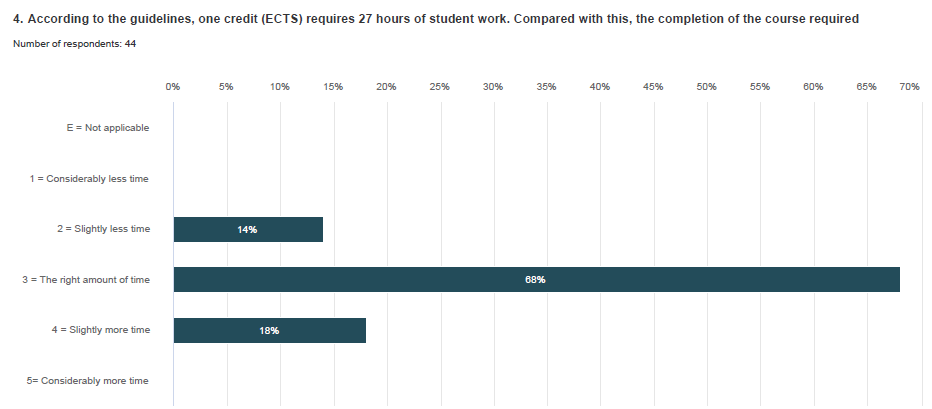 4. According to the guidelines, one credit (ECTS) requires 27 hours of student work. Compared with this, the completion of the course required
Number of respondents: 44
0% 5% 10% 15% 20% 25% 30% 35% 40% 45% 50% 55% 60% 65% 70%
E = Not applicable
1 = Considerably less time
2 = Slightly less time 14%
3 = The right amount of time 68%
4 = Slightly more time 18%
5= Considerably more time